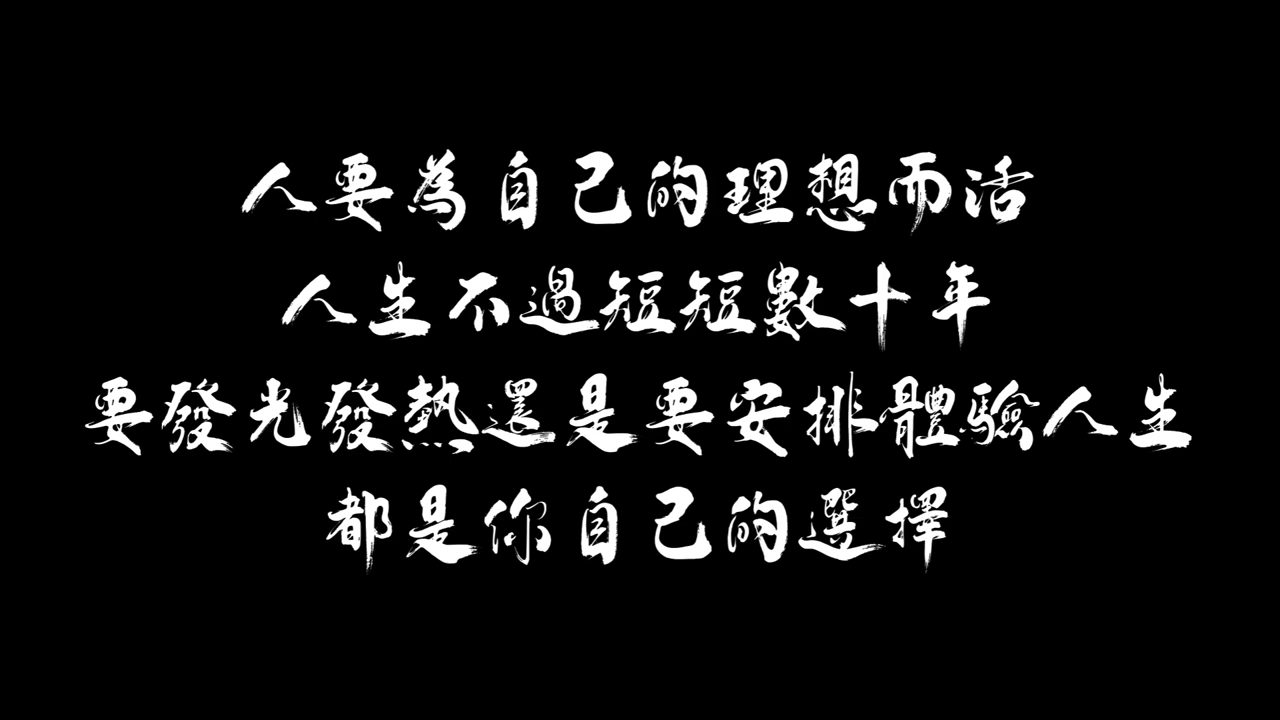 人要為自己的理想而活
人生不過短短數十年
要發光發熱還是要安排體驗人生
都是你自己的選擇